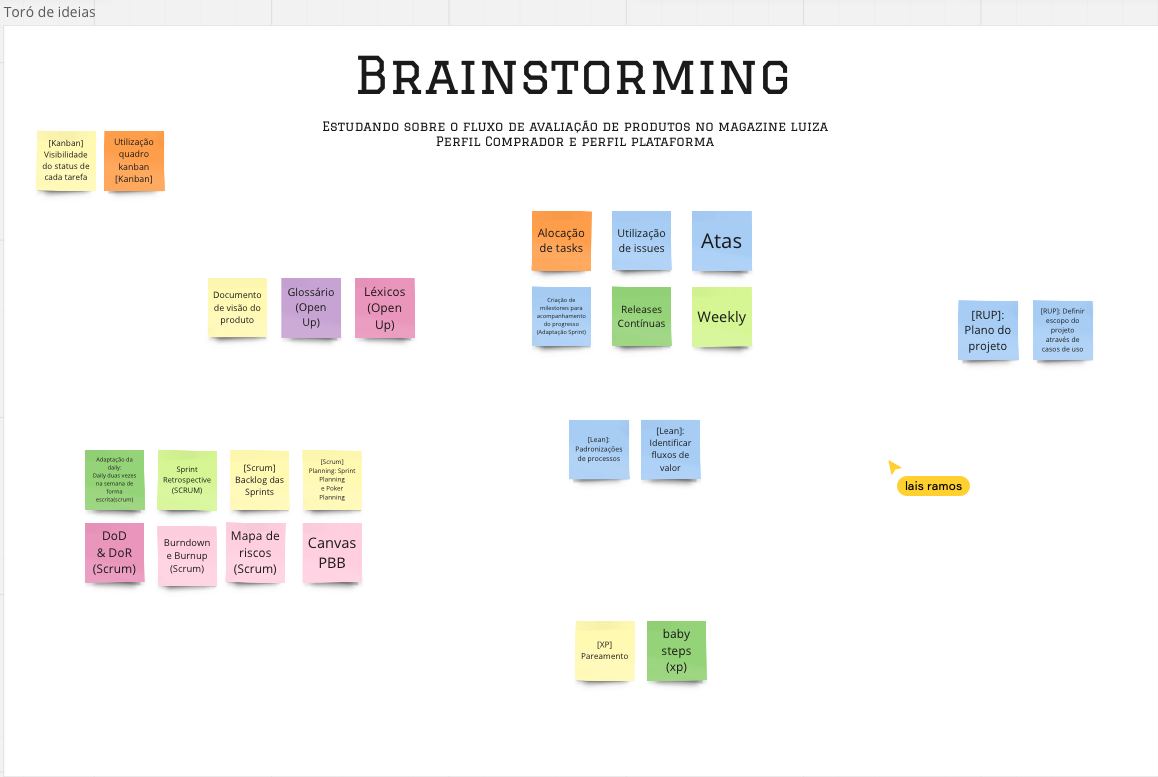 Toró de ideias
Brainstorming
Estudando sobre o fluxo de avaliação de produtos no magazine luiza
Perfil Comprador e perfil plataforma
[Kanban]
Visibilidade
do status de
cada tarefa
Utilização
quadro
kanban
[Kanban]
Alocação
de tasks
Utilização
de issues
Atas
Documento
de visão do
produto
Glossário
(Open
Up)
Léxicos
(Open
Up)
Criação de
milestones para
acompanhamento
do progresso
(Adaptação Sprint)
Releases
Contínuas
Weekly
[RUP]:
Plano do
projeto
[RUP]: Definir
escopo do
projeto
através de
casos de uso
[Lean]:
Padronizações
de processos
[Lean]:
Identificar
fluxos de
valor
Adaptação da
daily:
Daily duas vezes
na semana de
forma
escrita(scrum)
Sprint
Retrospective
(SCRUM)
[Scrum]
Backlog das
Sprints
[Scrum]
Planning: Sprint
Planning
e Poker
Planning
lais ramos
DoD
& DoR
(Scrum)
Burndown
e Burnup
(Scrum)
Mapa de
riscos
(Scrum)
Canvas
PBB
[XP]
Pareamento
baby
steps
(xp)